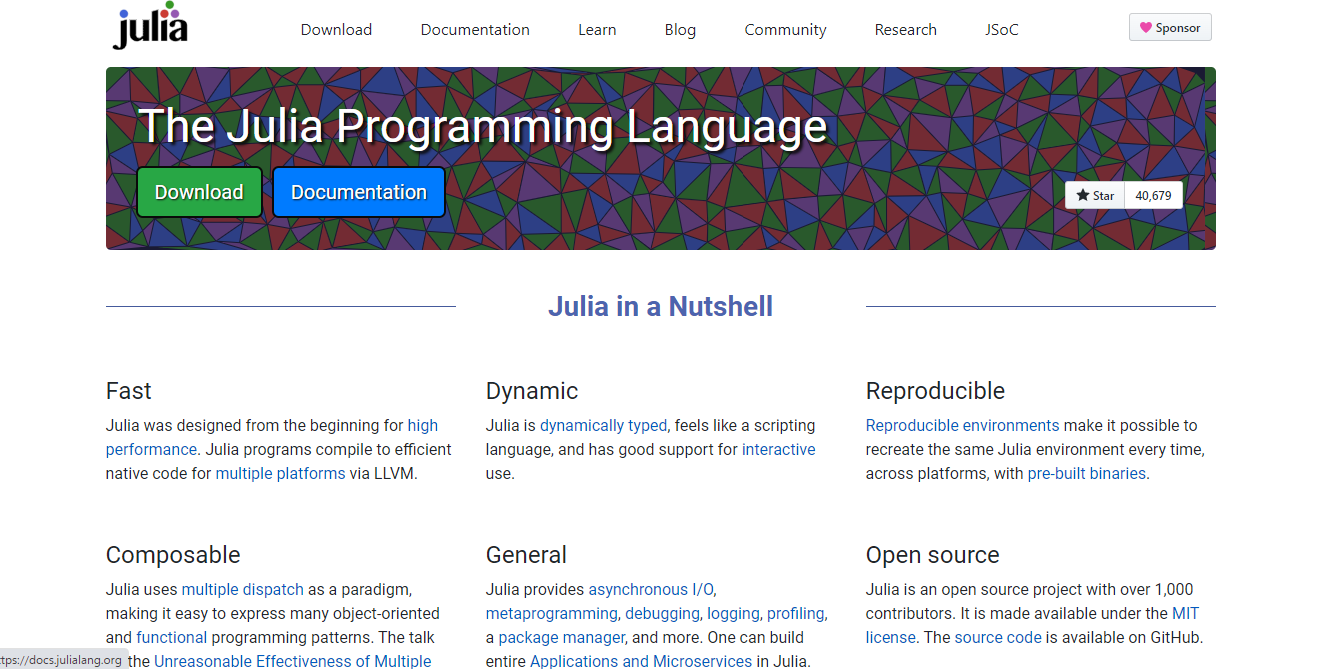 julia
Download
Documentation
Learn
Blog
Community
Research
JSoC
Sponsor
The Julia Programming Language
Download
Documentation
Star
40,679
Julia in a Nutshell
Fast
Julia was designed from the beginning for high
performance. Julia programs compile to efficient
native code for multiple platforms via LLVM.
Dynamic
Julia is dynamically typed, feels like a scripting
language, and has good support for interactive
use.
Reproducible
Reproducible environments make it possible to
recreate the same Julia environment every time,
across platforms, with pre-built binaries.
Composable
Julia uses multiple dispatch as a paradigm,
making it easy to express many object-oriented
and functional programming patterns. The talk
the Unreasonable Effectiveness of Multiple
General
Julia provides asynchronous I/O,
metaprogramming, debugging, logging, profiling,
a package manager, and more. One can build
entire Applications and Microservices in Julia.
Open source
Julia is an open source project with over 1,000
contributors. It is made available under the MIT
license. The source code is available on GitHub.
ttps://docs.julialang.org